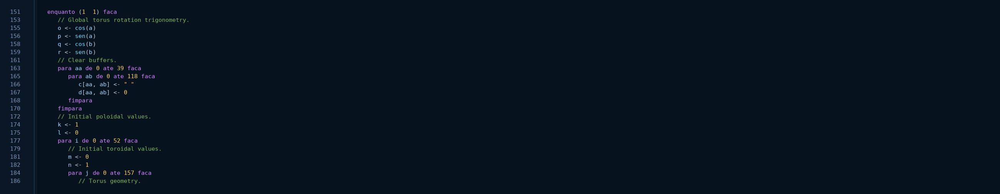 151 enquanto (1  1) faca
153    // Global torus rotation trigonometry.
155    o <- cos(a)
156    p <- sen(a)
158    q <- cos(b)
159    r <- sen(b)
161    // Clear buffers.
163    para aa de 0 ate 39 faca
165       para ab de 0 ate 118 faca
166          c[aa, ab] <- " "
167          d[aa, ab] <- 0
168       fimpara
170    fimpara
172    // Initial poloidal values.
174    k <- 1
175    l <- 0
177    para i de 0 ate 52 faca
179       // Initial toroidal values.
181       m <- 0
182       n <- 1
184       para j de 0 ate 157 faca
186          // Torus geometry.